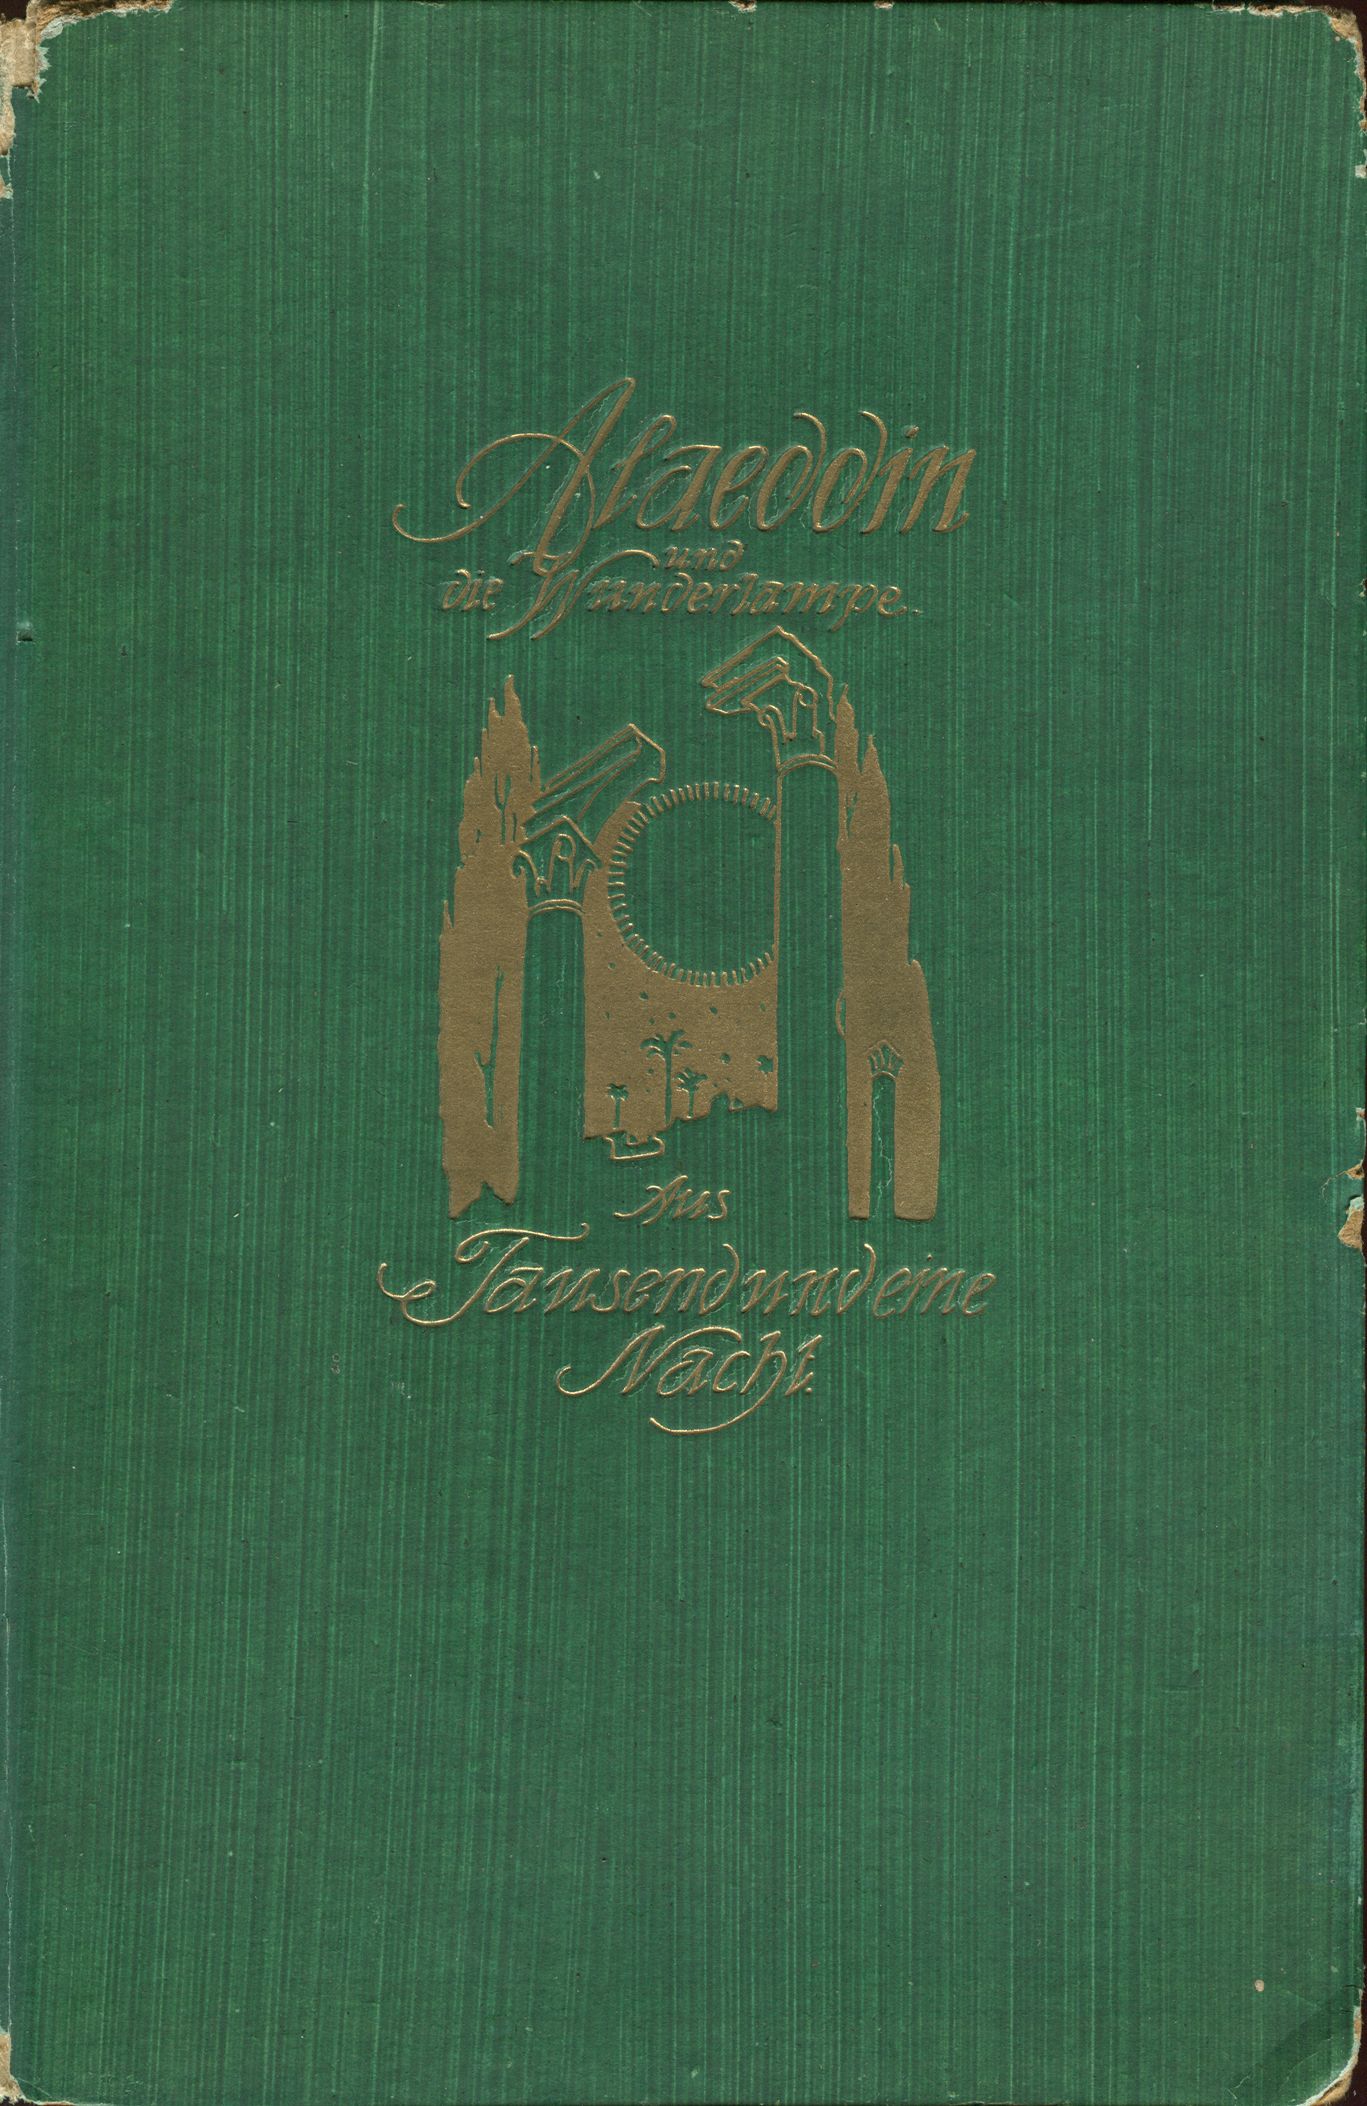 Alaeddin
und
die Wunderlampe.
Aus
Tausend und eine
Nacht.